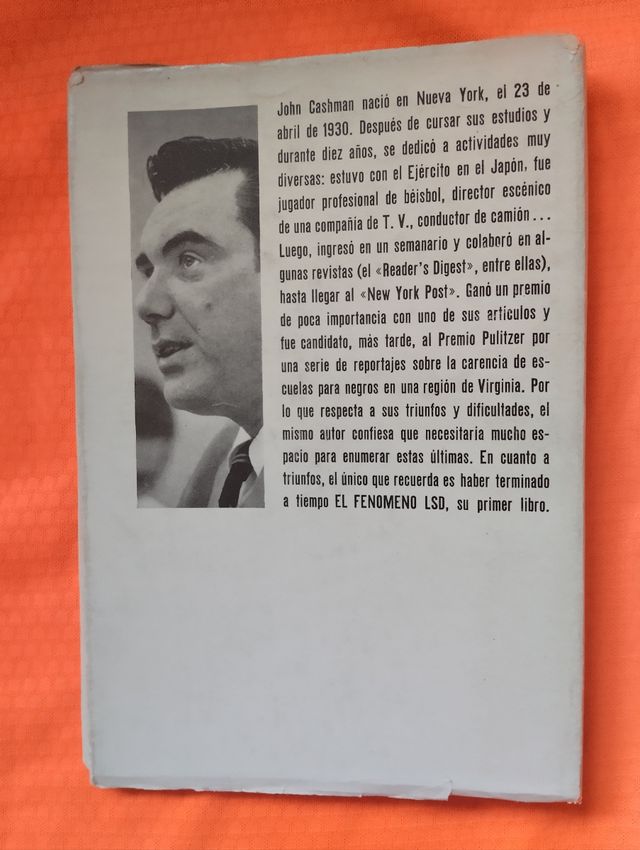 John Cashman nació en Nueva York, el 23 de
abril de 1930. Después de cursar sus estudios y
durante diez años, se dedicó a actividades muy
diversas: estuvo con el Ejército en el Japón, fue
jugador profesional de béisbol, director escénico
de una compañía de T. V., conductor de camión...
Luego, ingresó en un semanario y colaboró en al-
gunas revistas (el «Reader's Digest», entre ellas),
hasta llegar al «New York Post». Ganó un premio
de poca importancia con uno de sus artículos y
fue candidato, más tarde, al Premio Pulitzer por
una serie de reportajes sobre la carencia de es-
cuelas para negros en una región de Virginia. Por
lo que respecta a sus triunfos y dificultades, el
mismo autor confiesa que necesitaría mucho es-
pacio para enumerar estas últimas. En cuanto a
triunfos, el único que recuerda es haber terminado
a tiempo EL FENOMENO LSD, su primer libro.